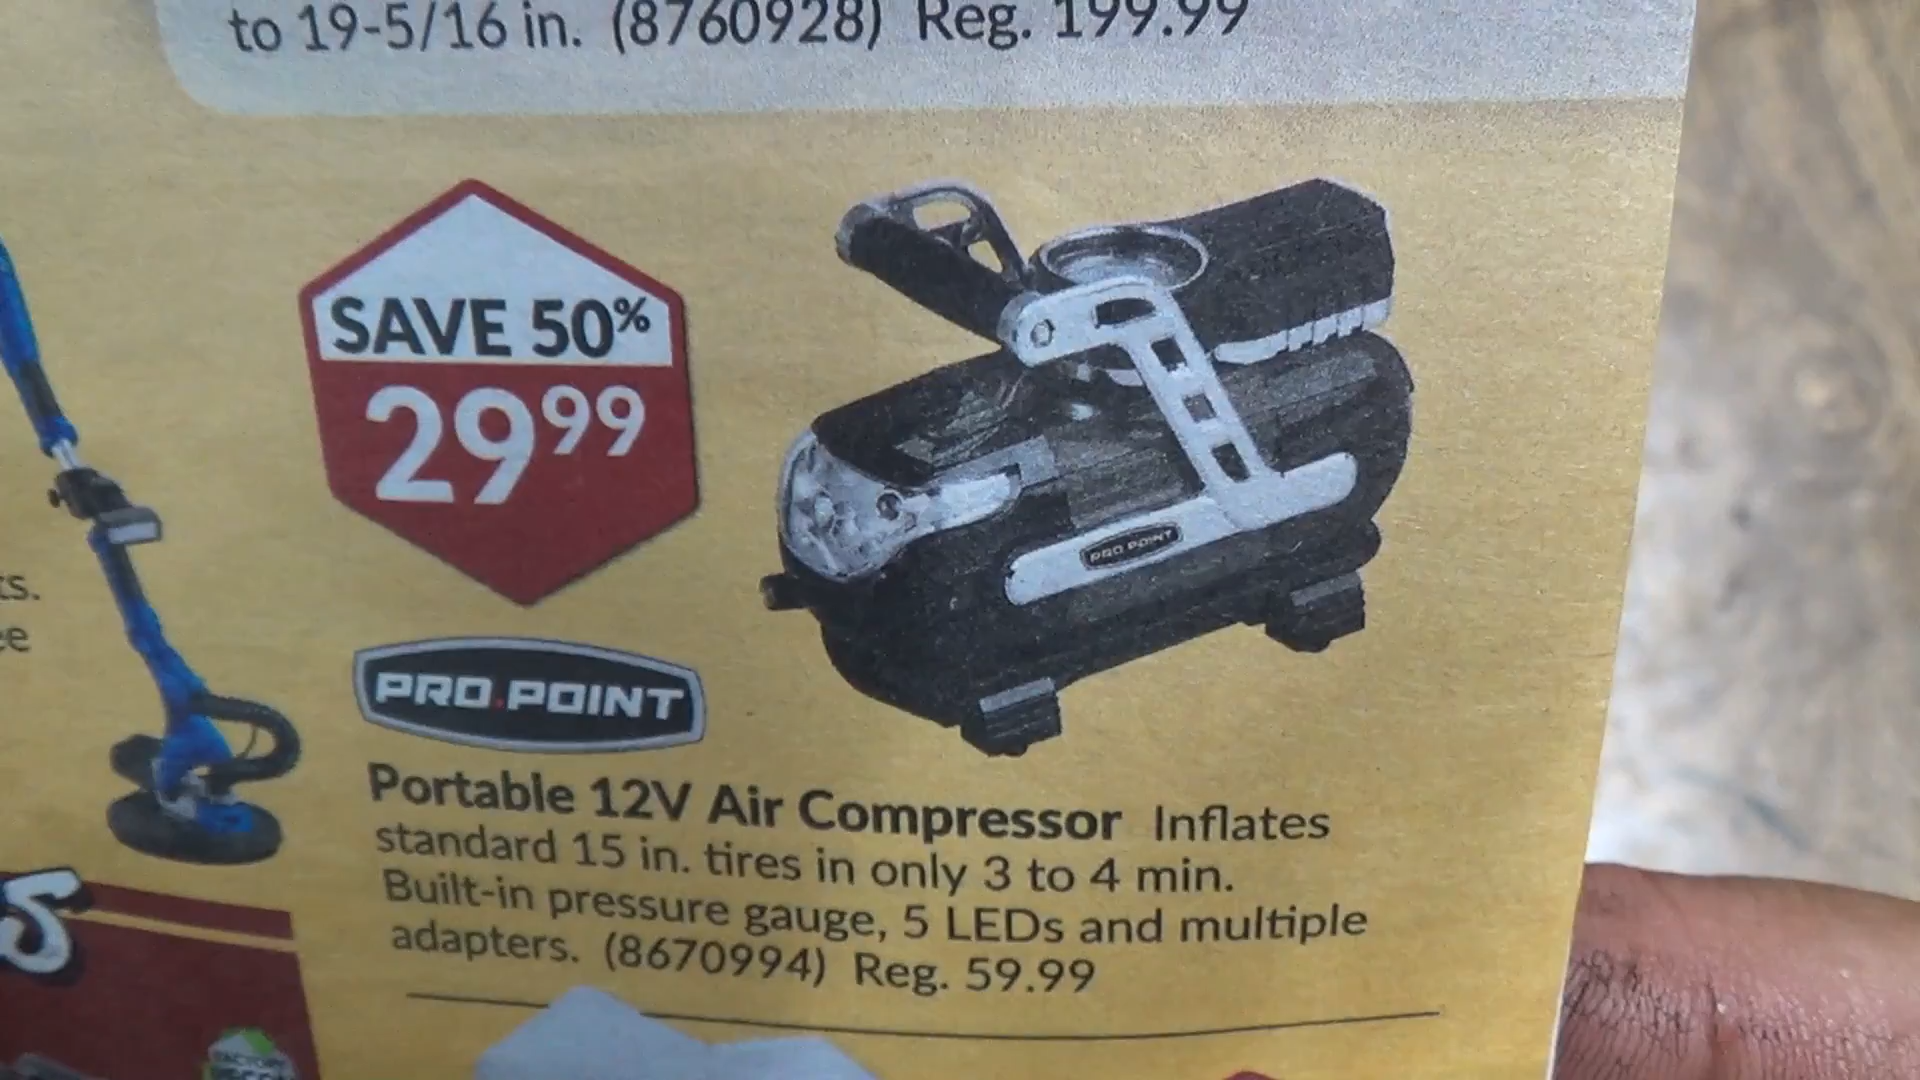 to 19-5/16 in. (8760928) Reg. 199.99
SAVE 50%
29 99
PRO POINT
PRO.POINT
Portable 12V Air Compressor Inflates
standard 15 in. tires in only 3 to 4 min.
Built-in pressure gauge, 5 LEDs and multiple
adapters. (8670994) Reg. 59.99